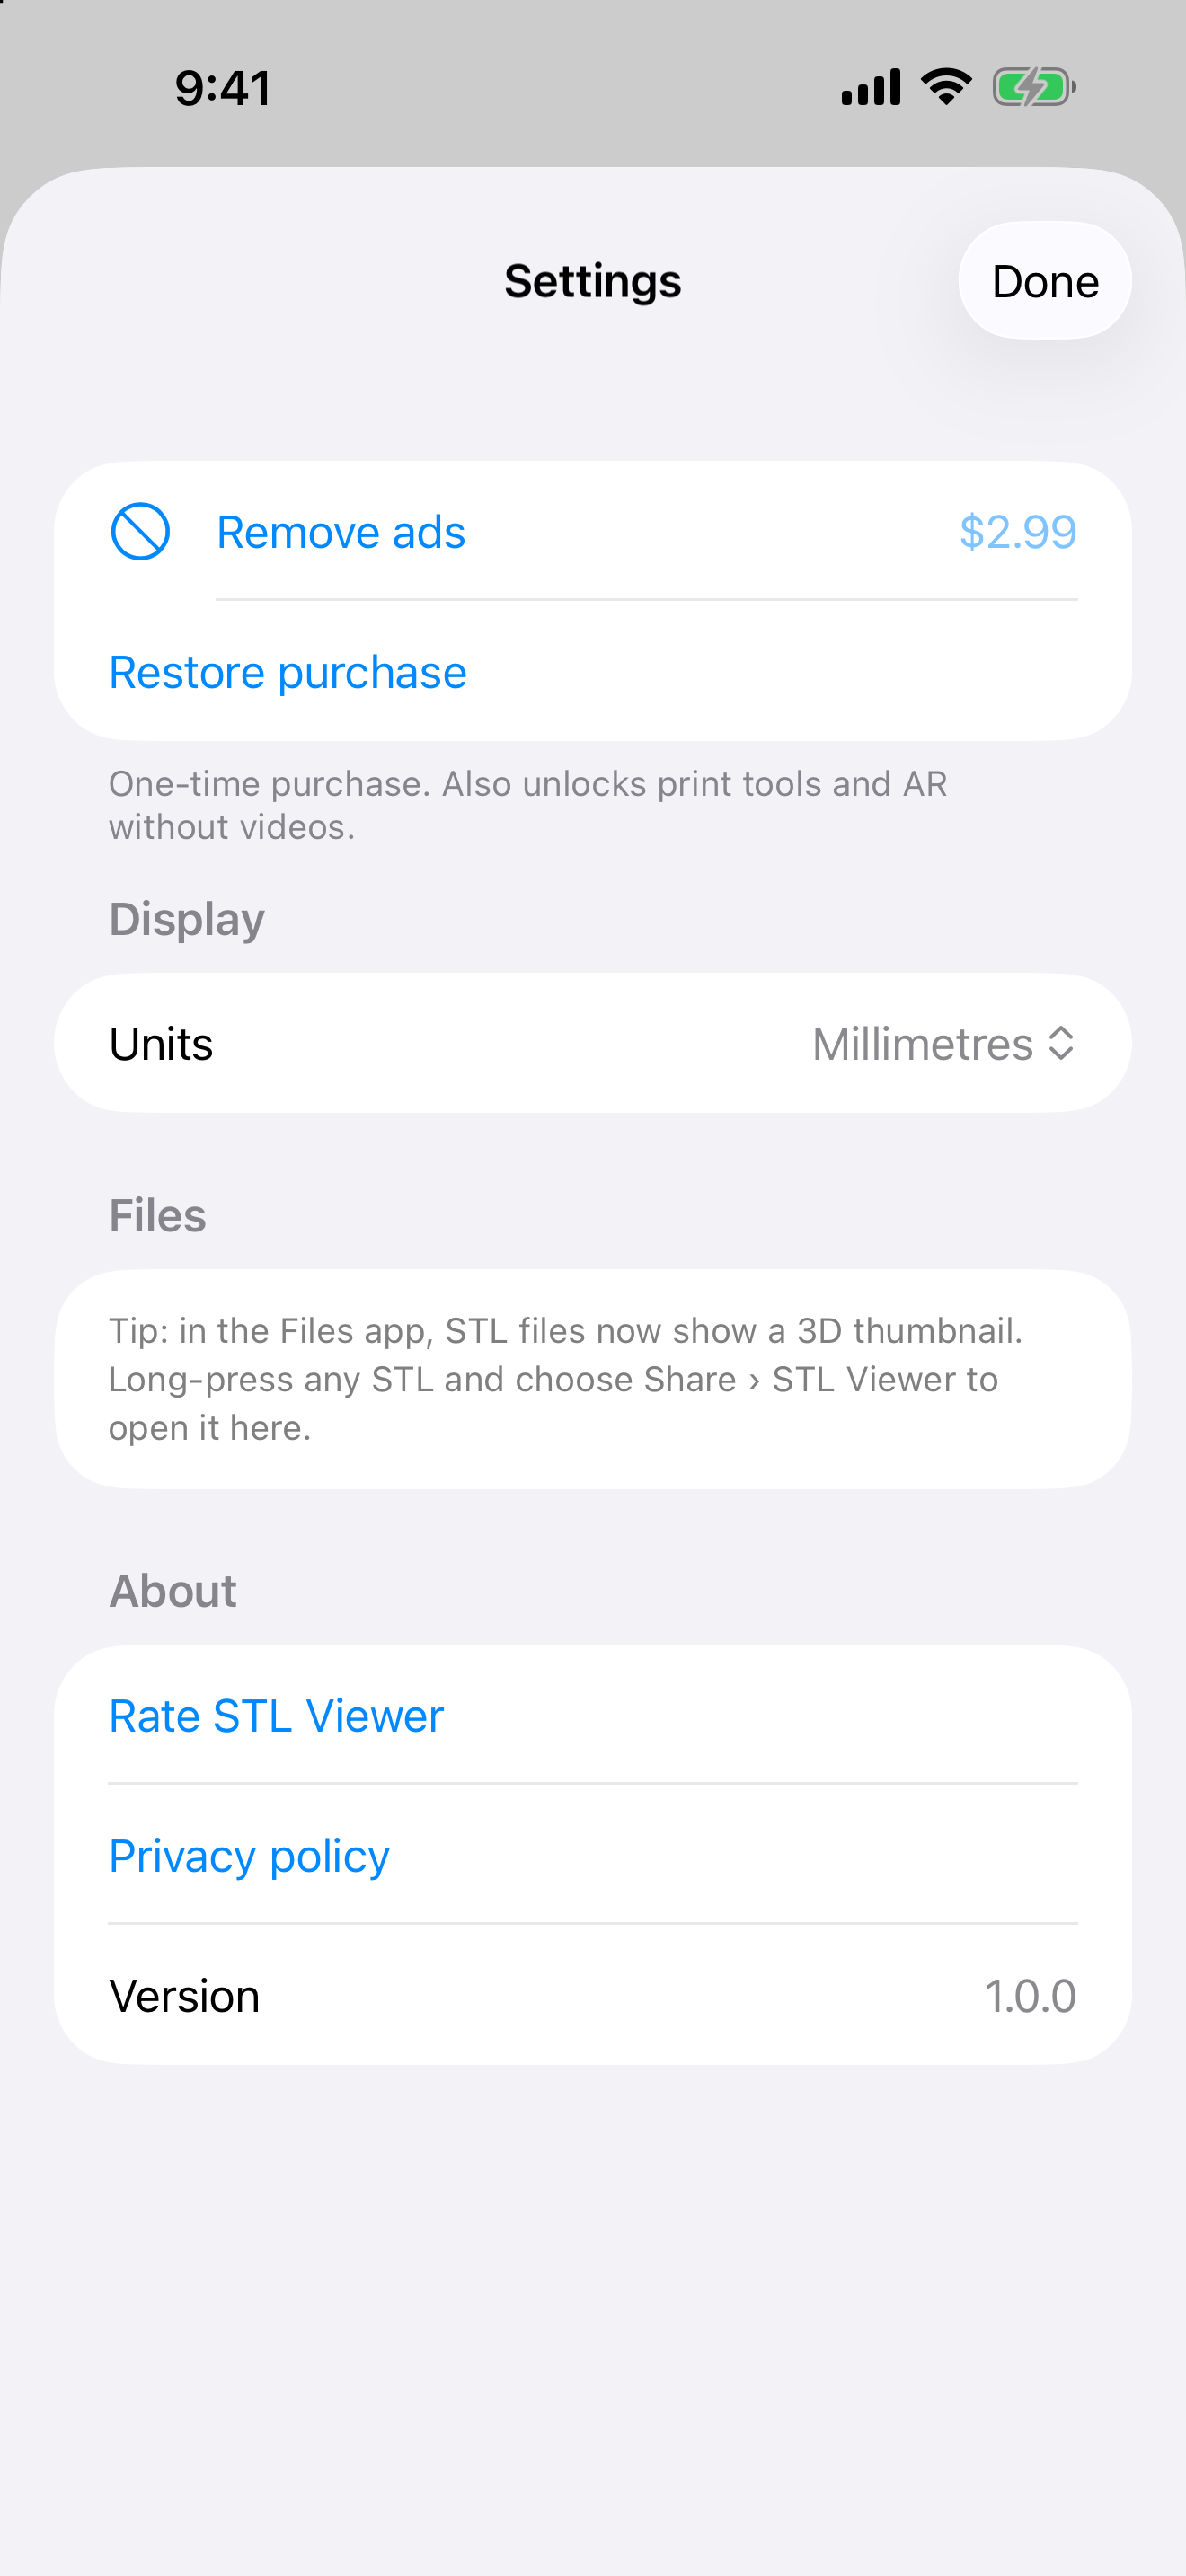 9:41
Settings
Done
Remove ads
$2.99
Restore purchase
One-time purchase. Also unlocks print tools and AR
without videos.
Display
Units
Millimetres
Files
Tip: in the Files app, STL files now show a 3D thumbnail.
Long-press any STL and choose Share › STL Viewer to
open it here.
About
Rate STL Viewer
Privacy policy
Version
1.0.0